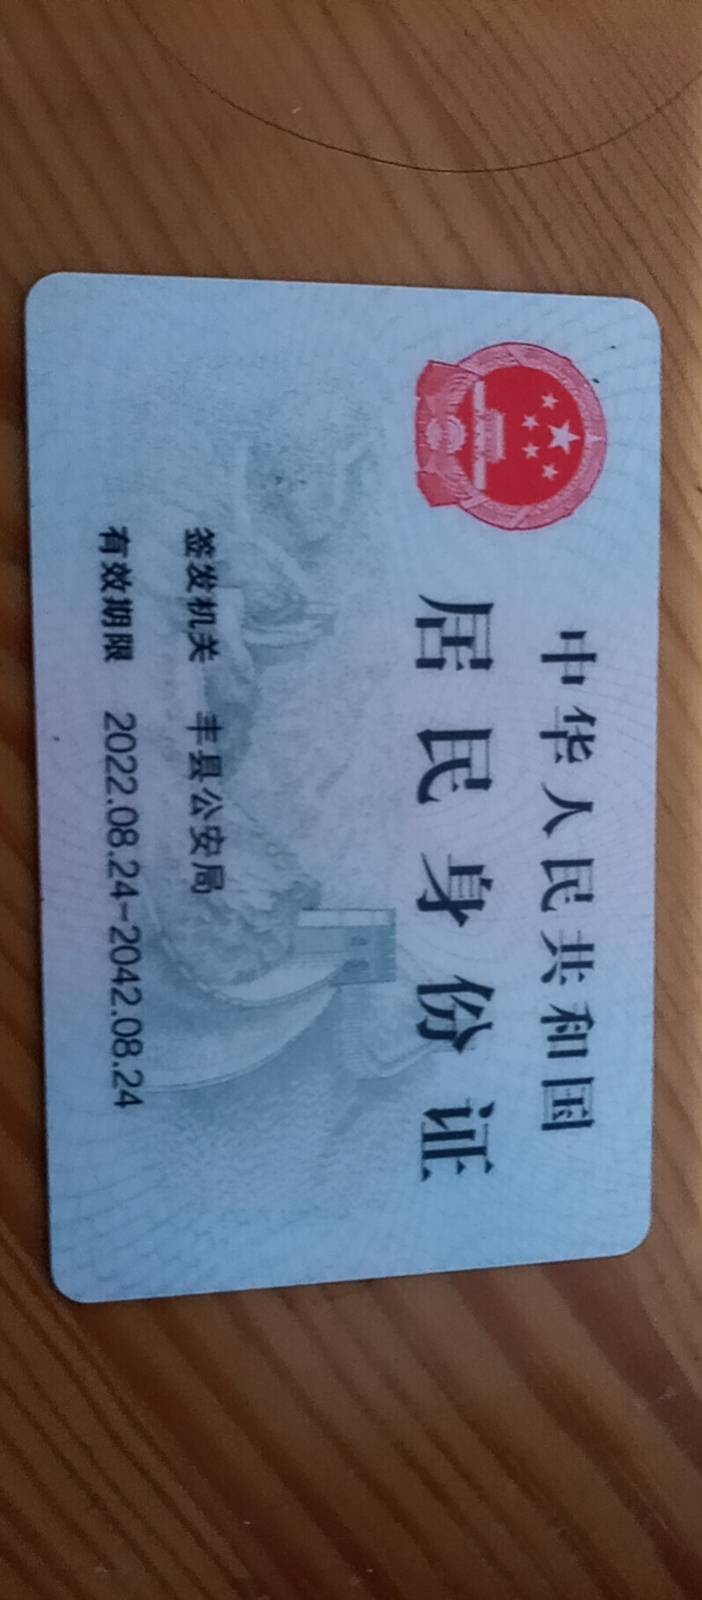 中华人民共和国
居民身份证
签发机关 丰县公安局
有效期限 2022.08.24-2042.08.24